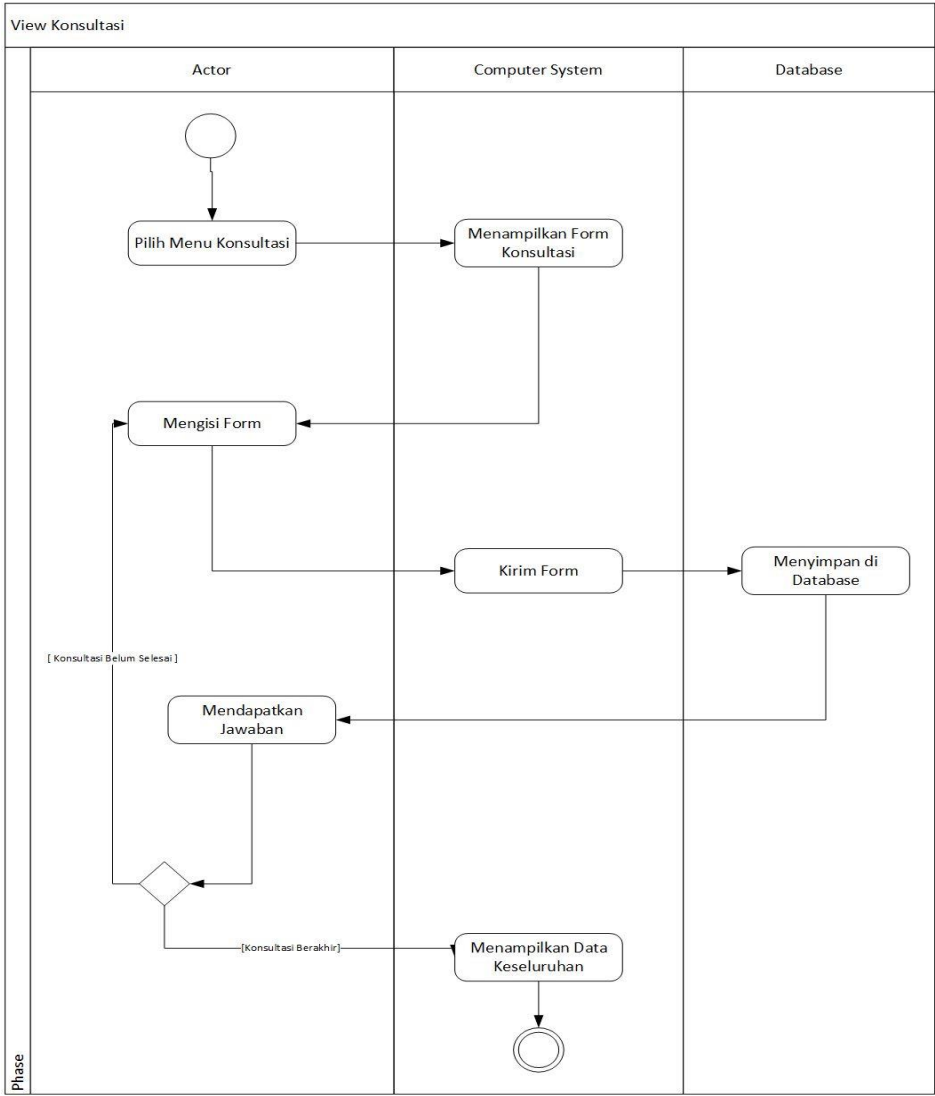 View Konsultasi
Actor
Computer System
Database
Pilih Menu Konsultasi
Menampilkan Form
Konsultasi
Mengisi Form
Kirim Form
Menyimpan di
Database
[ Konsultasi Belum Selesai ]
Mendapatkan
Jawaban
[Konsultasi Berakhir]
Menampilkan Data
Keseluruhan
Phase